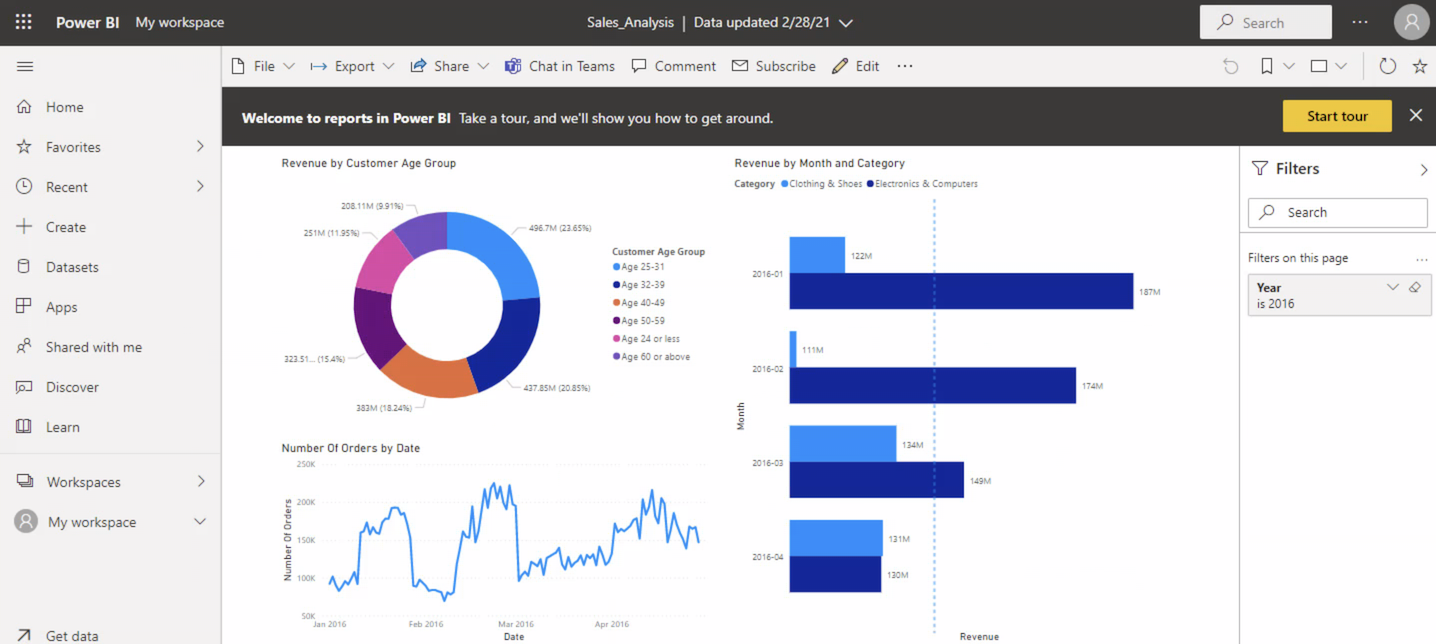 Power BI My workspace
Sales_Analysis | Data updated 2/28/21
Search
File
Export
Share
Chat in Teams
Comment
Subscribe
Edit
Home
Favorites
Recent
Create
Datasets
Apps
Shared with me
Discover
Learn
Workspaces
My workspace
Get data
Welcome to reports in Power BI Take a tour, and we'll show you how to get around.
Start tour
Revenue by Customer Age Group
208.11M (9.91%)
251M (11.95%)
323.51... (15.4%)
383M (18.24%)
496.7M (23.65%)
437.85M (20.85%)
Customer Age Group
Age 25-31
Age 32-39
Age 40-49
Age 50-59
Age 24 or less
Age 60 or above
Number Of Orders by Date
Number Of Orders
250K
200K
150K
100K
50K
Jan 2016 Feb 2016 Mar 2016 Apr 2016
Date
Revenue by Month and Category
Category Clothing & Shoes Electronics & Computers
Month
2016-01
122M
187M
2016-02
111M
174M
2016-03
134M
149M
2016-04
131M
130M
Revenue
Filters
Search
Filters on this page
...
Year
is 2016